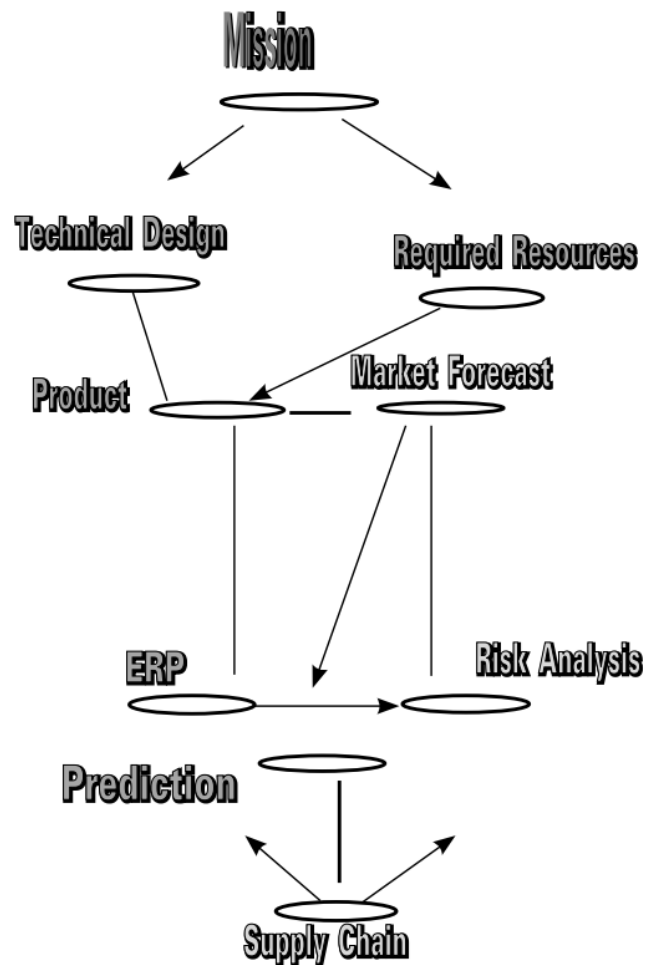 Mission
Technical Design
Required Resources
Market Forecast
Product
ERP
Risk Analysis
Prediction
Supply Chain